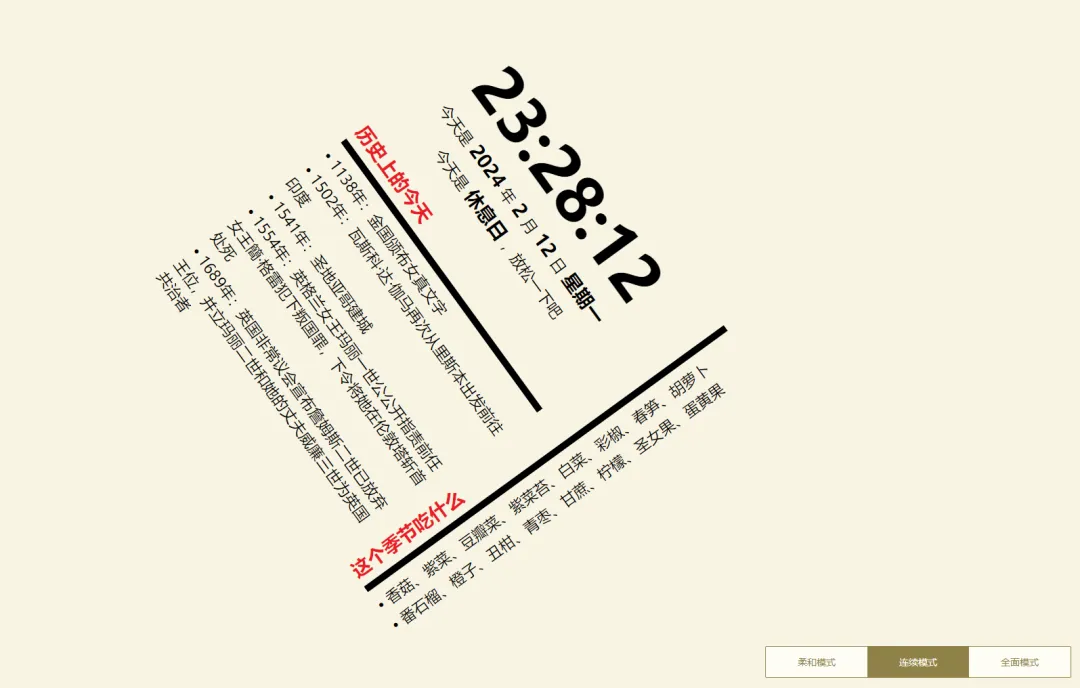 23:28:12
今天是 2024 年 2 月 12 日 星期一
今天是 休息日 ，放松一下吧
历史上的今天
• 1138年：金国颁布女真文字
• 1502年：瓦斯科·达·伽马再次从里斯本出发前往
印度
• 1541年：圣地亚哥建城
• 1554年：英格兰女王玛丽一世公公开指责前任
女王简·格雷犯下叛国罪，下令将她在伦敦塔斩首
处死
• 1689年：英国非常议会宣布詹姆斯二世已放弃
王位，并立玛丽二世和她的丈夫威廉三世为英国
共治者
这个季节吃什么
• 香菇、紫菜、豆瓣菜、紫菜苔、白菜、彩椒、春笋、胡萝卜
• 番石榴、橙子、丑柑、青枣、甘蔗、柠檬、圣女果、蛋黄果
柔和模式
连续模式
全面模式